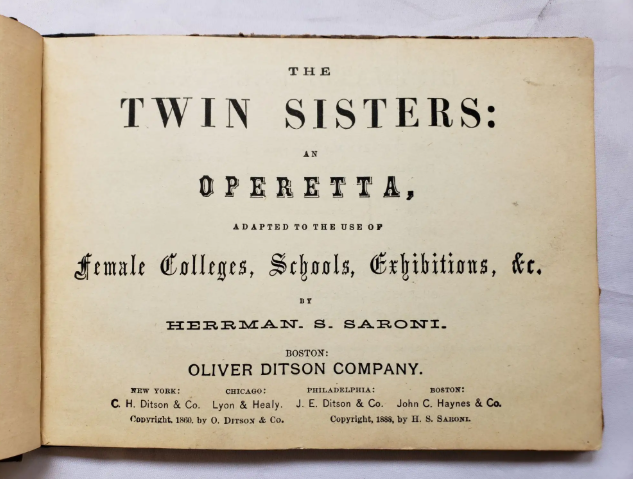 THE
TWIN SISTERS:
AN
OPERETTA,
ADAPTED TO THE USE OF
Female Colleges, Schools, Exhibitions, &c.
BY
HERRMAN. S. SARONI.
BOSTON:
OLIVER DITSON COMPANY.
NEW YORK: CHICAGO: PHILADELPHIA: BOSTON:
C. H. Ditson & Co. Lyon & Healy. J. E. Ditson & Co. John C. Haynes & Co.
Copyright, 1860, by O. DITSON & CO. Copyright, 1888, by H. S. SARONI.